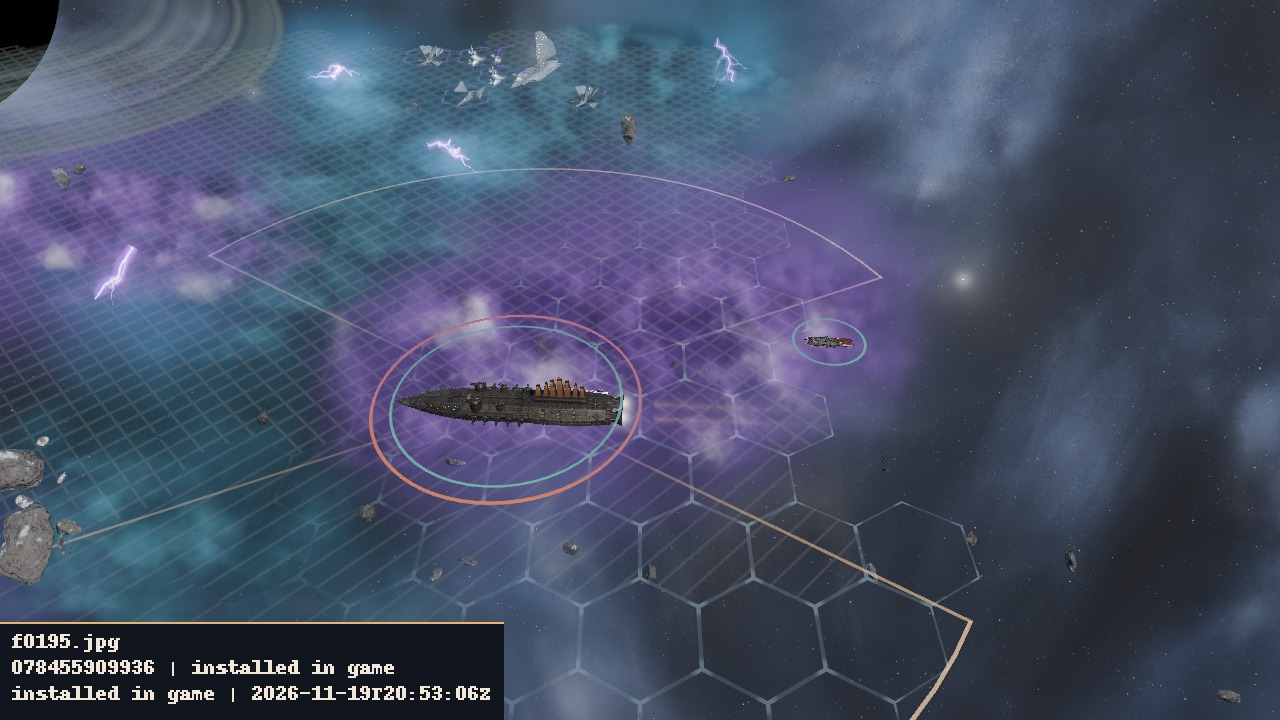 f0195.jpg
078455909936 | installed in game
installed in game | 2026-11-19T20:53:06Z